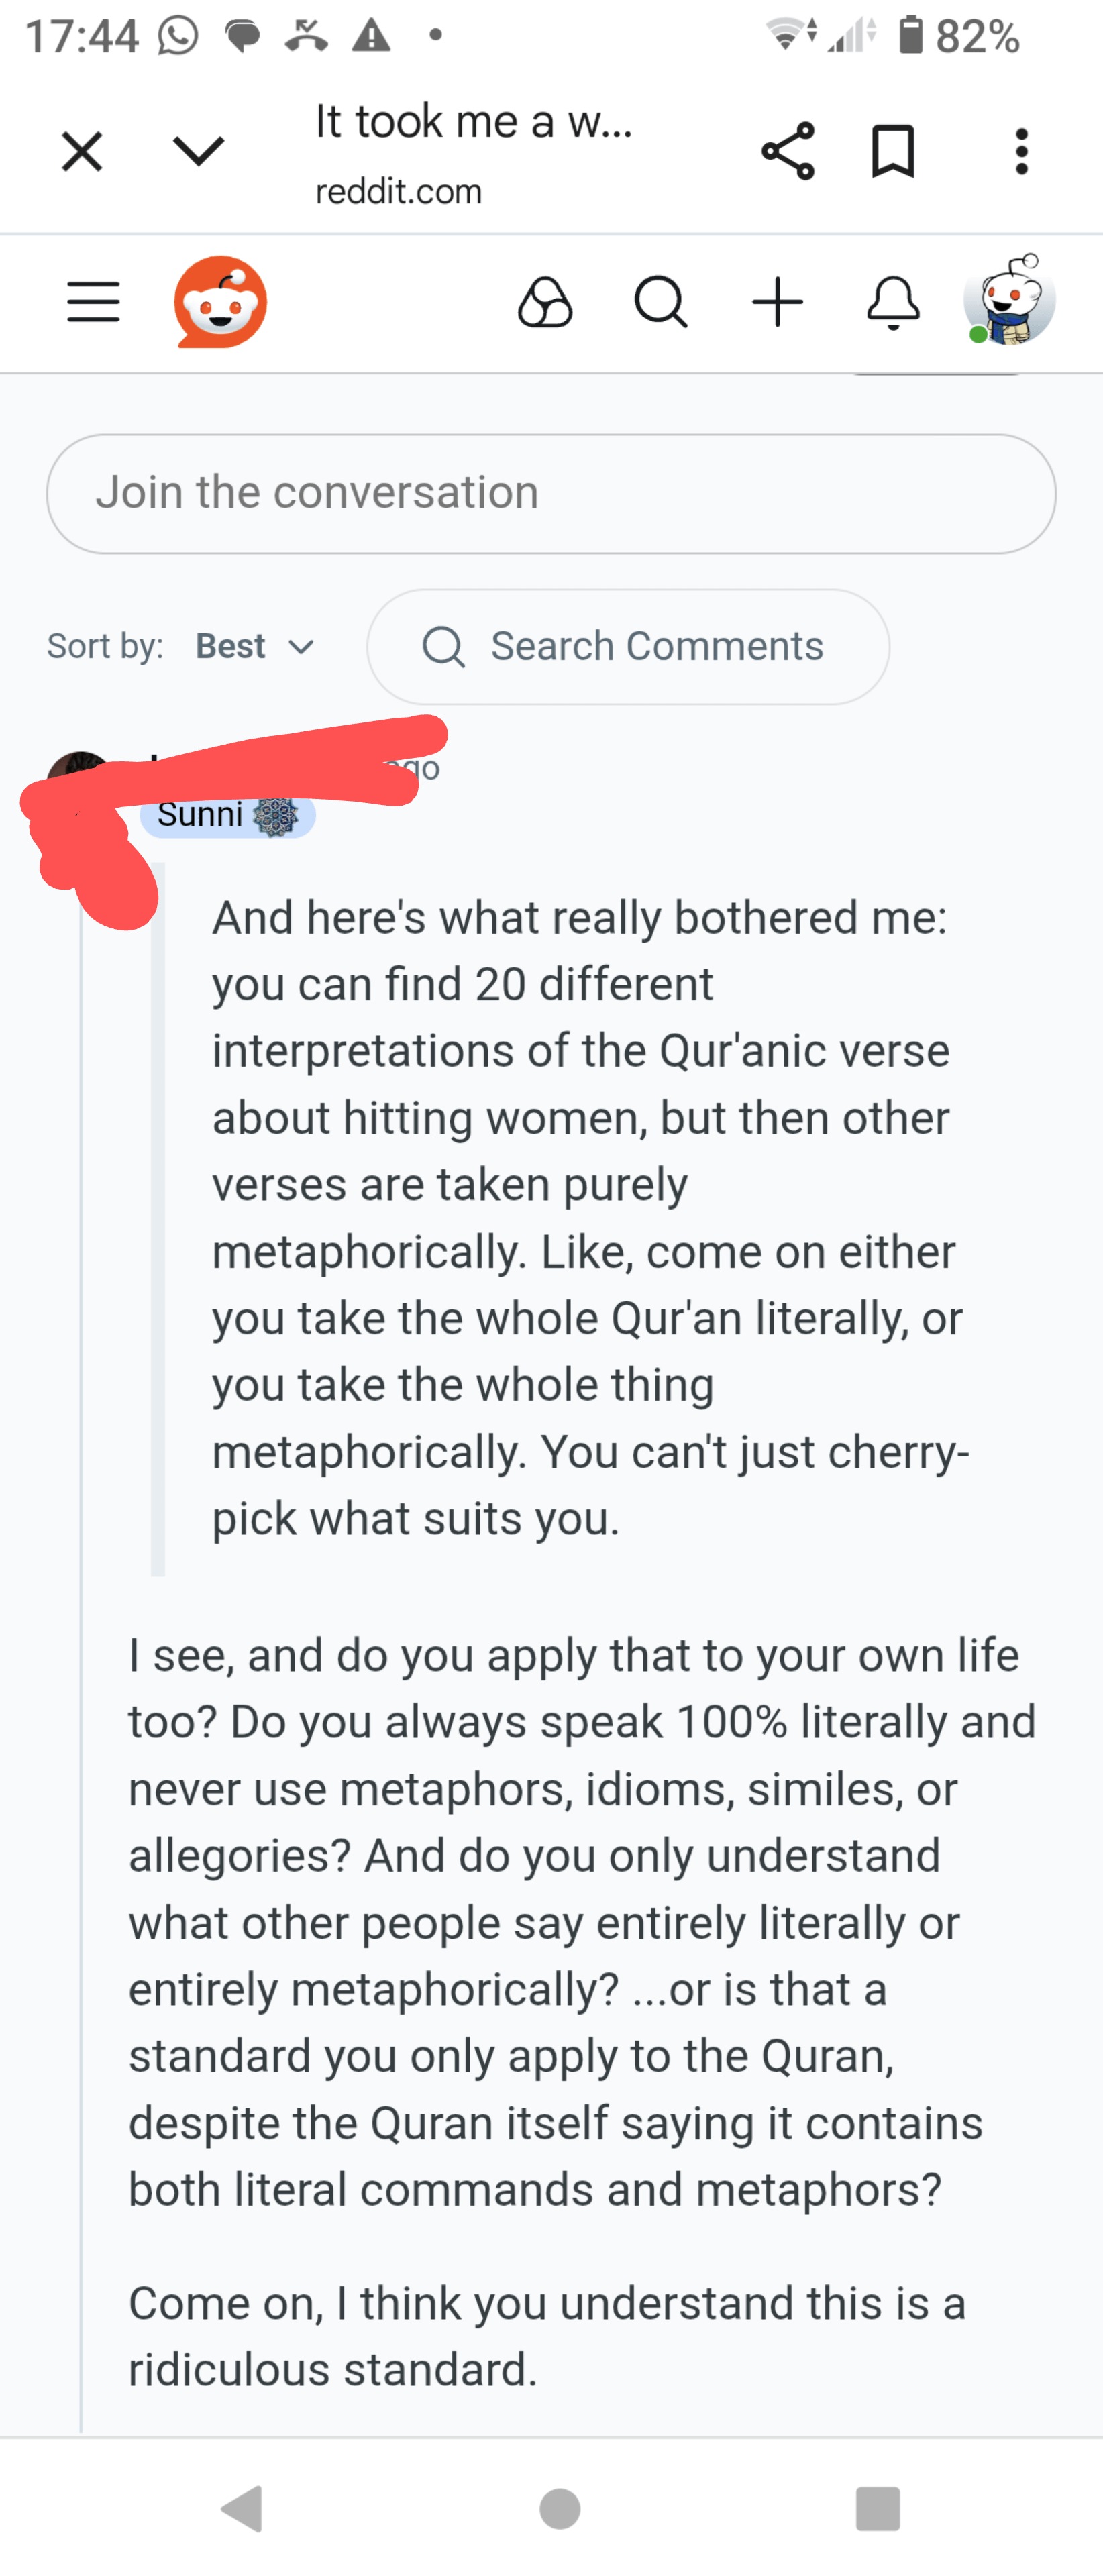 17:44
82%
It took me a w...
reddit.com
Join the conversation
Sort by: Best
Search Comments
Sunni
And here's what really bothered me:
you can find 20 different
interpretations of the Qur'anic verse
about hitting women, but then other
verses are taken purely
metaphorically. Like, come on either
you take the whole Qur'an literally, or
you take the whole thing
metaphorically. You can't just cherry-
pick what suits you.
I see, and do you apply that to your own life
too? Do you always speak 100% literally and
never use metaphors, idioms, similes, or
allegories? And do you only understand
what other people say entirely literally or
entirely metaphorically? ...or is that a
standard you only apply to the Quran,
despite the Quran itself saying it contains
both literal commands and metaphors?
Come on, I think you understand this is a
ridiculous standard.